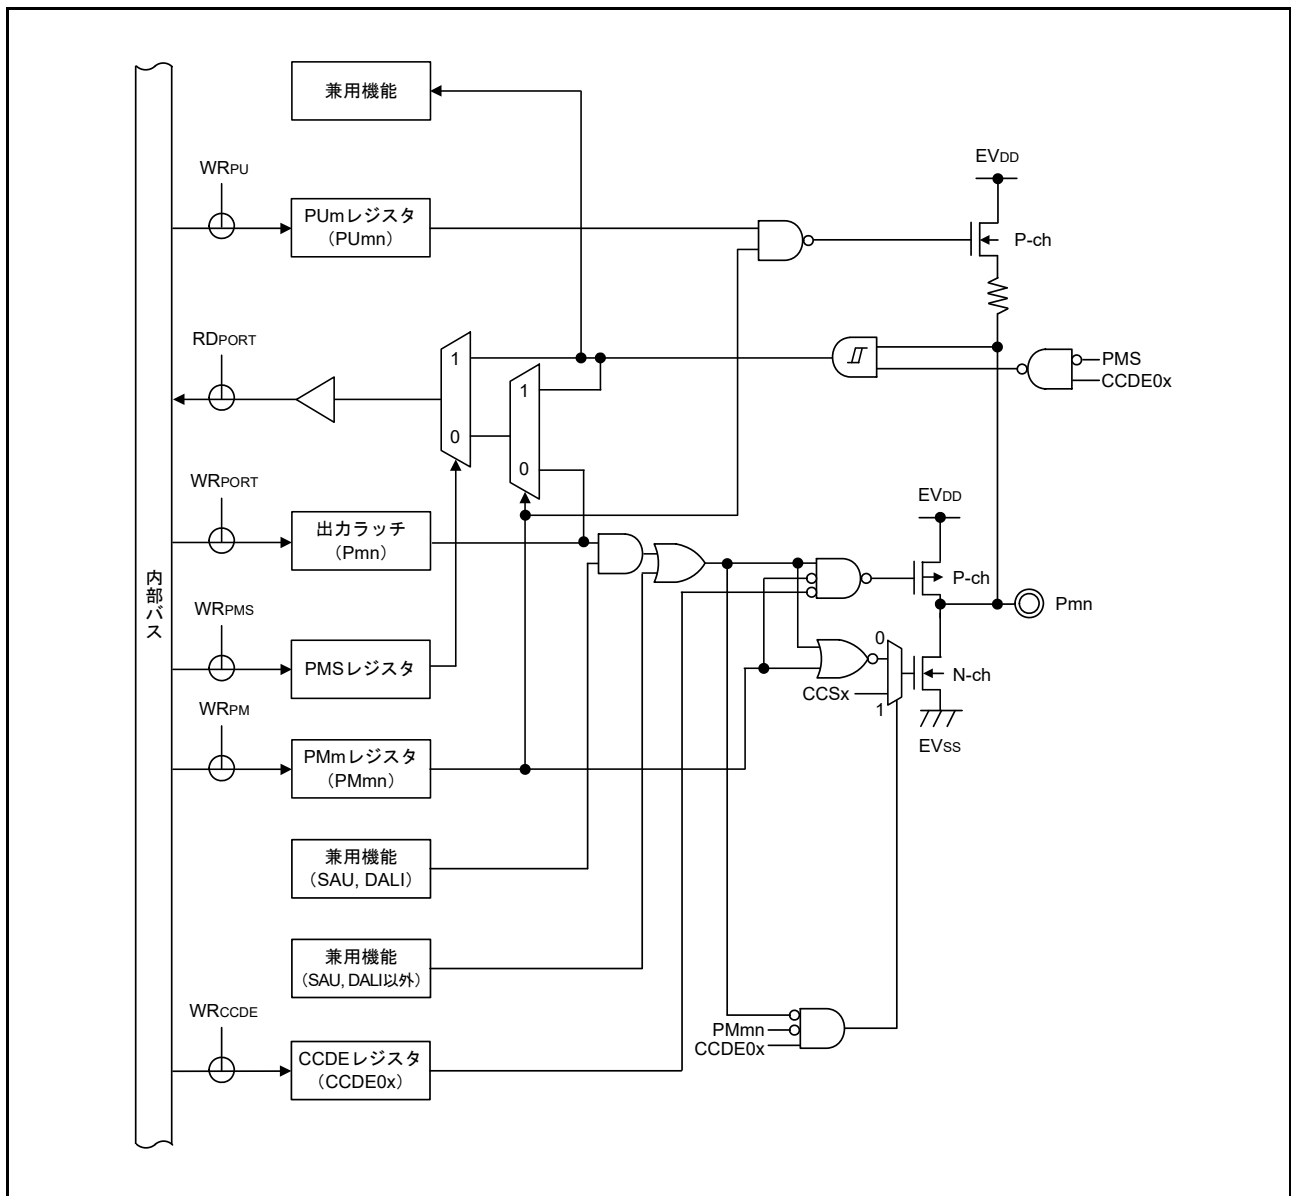 兼用機能
WRPU
PUmレジスタ
（PUmn）
EVDD
P-ch
RDPORT
1
0
1
0
PMS
CCDE0x
WRPORT
出力ラッチ
（Pmn）
EVDD
P-ch
Pmn
内部バス
WRPMS
PMSレジスタ
0
CCSx
1
N-ch
EVSS
WRPM
PMmレジスタ
（PMmn）
兼用機能
（SAU, DALI）
兼用機能
（SAU, DALI以外）
WRCCDE
CCDEレジスタ
（CCDE0x）
PMmn
CCDE0x